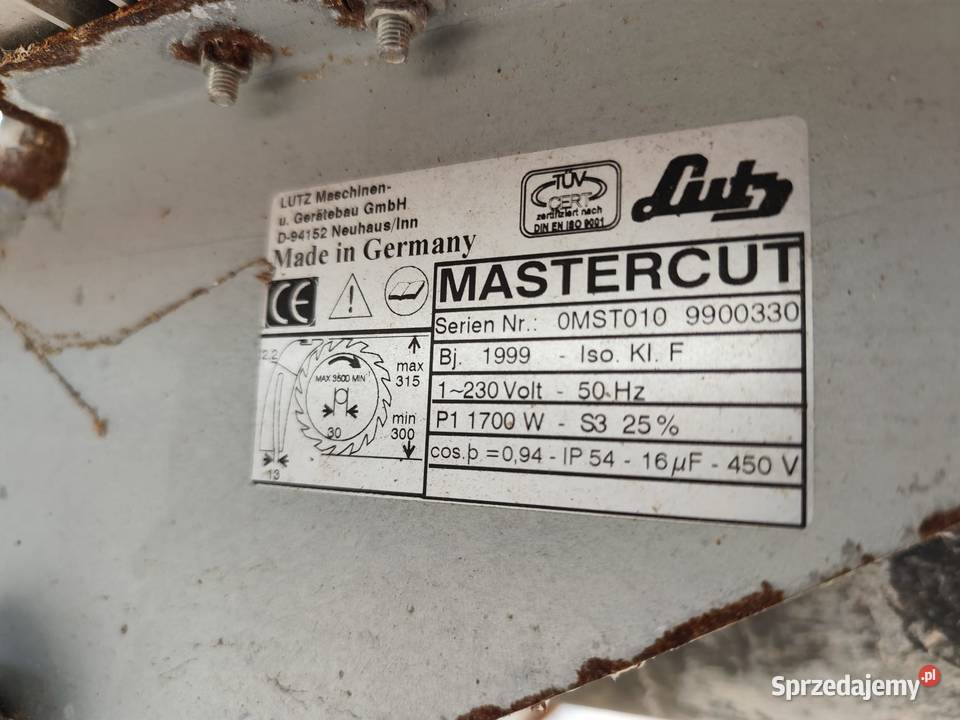 LUTZ Maschinen-
u. Gerätebau GmbH
D-94152 Neuhaus/Inn
Made in Germany
TÜV
CERT
zertifiziert nach
DIN EN ISO 9001
Lutz
CE
MASTERCUT
Serien Nr.: 0MST010 9900330
Bj. 1999 - Iso. Kl. F
1~230 Volt - 50 Hz
P1 1700 W - S3 25%
cos.þ = 0,94 - IP 54 - 16 µF - 450 V
2,2
MAX 3500 MIN
30
13
max
315
min
300
Sprzedajemy.pl